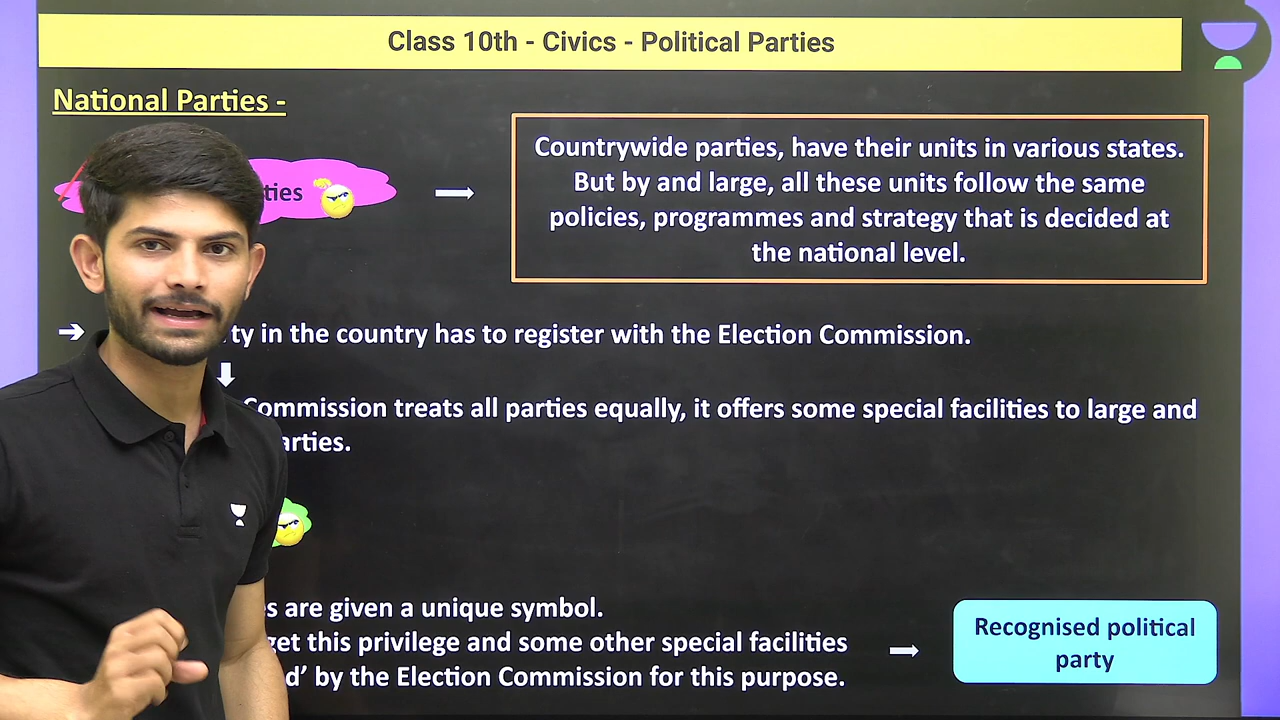 Class 10th - Civics - Political Parties
National Parties -
ties
Countrywide parties, have their units in various states.
But by and large, all these units follow the same
policies, programmes and strategy that is decided at
the national level.
ty in the country has to register with the Election Commission.
Commission treats all parties equally, it offers some special facilities to large and
arties.
es are given a unique symbol.
get this privilege and some other special facilities
d’ by the Election Commission for this purpose.
Recognised political
party